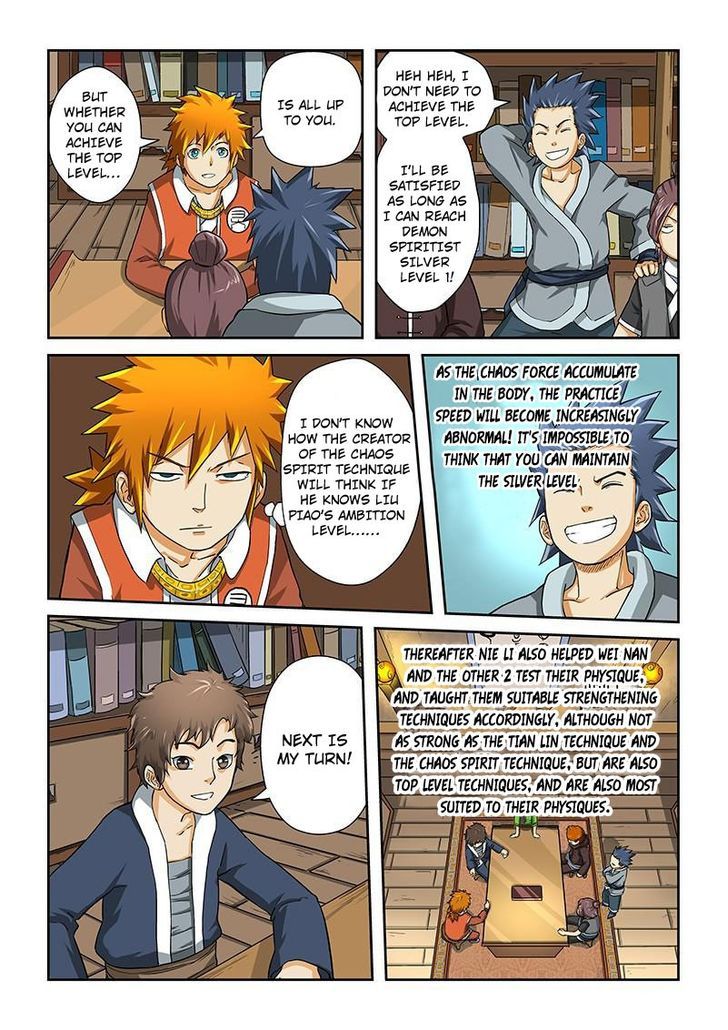 BUT
WHETHER
YOU CAN
ACHIEVE
THE TOP
LEVEL...
IS ALL UP
TO YOU.
HEH HEH, I
DON'T NEED TO
ACHIEVE THE
TOP LEVEL.
I'LL BE
SATISFIED
AS LONG AS
I CAN REACH
DEMON
SPIRITIST
SILVER
LEVEL 1!
I DON'T KNOW
HOW THE CREATOR
OF THE CHAOS
SPIRIT TECHNIQUE
WILL THINK IF
HE KNOWS LIU
PIAO'S AMBITION
LEVEL......
AS THE CHAOS FORCE ACCUMULATE
IN THE BODY, THE PRACTICE
SPEED WILL BECOME INCREASINGLY
ABNORMAL! IT'S IMPOSSIBLE TO
THINK THAT YOU CAN MAINTAIN
THE SILVER LEVEL
NEXT IS
MY TURN!
THEREAFTER NIE LI ALSO HELPED WEI NAN
AND THE OTHER 2 TEST THEIR PHYSIQUE,
AND TAUGHT THEM SUITABLE STRENGTHENING
TECHNIQUES ACCORDINGLY, ALTHOUGH NOT
AS STRONG AS THE TIAN LIN TECHNIQUE AND
THE CHAOS SPIRIT TECHNIQUE, BUT ARE ALSO
TOP LEVEL TECHNIQUES, AND ARE ALSO MOST
SUITED TO THEIR PHYSIQUES.